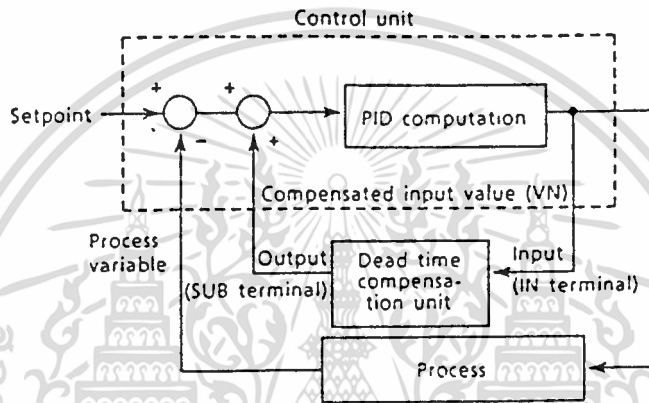 Control unit
+
+
Setpoint
−
+
PID computation
Compensated input value (VN)
Process
variable
Output
(SUB terminal)
Dead time
compensa-
tion unit
Input
(IN terminal)
Process